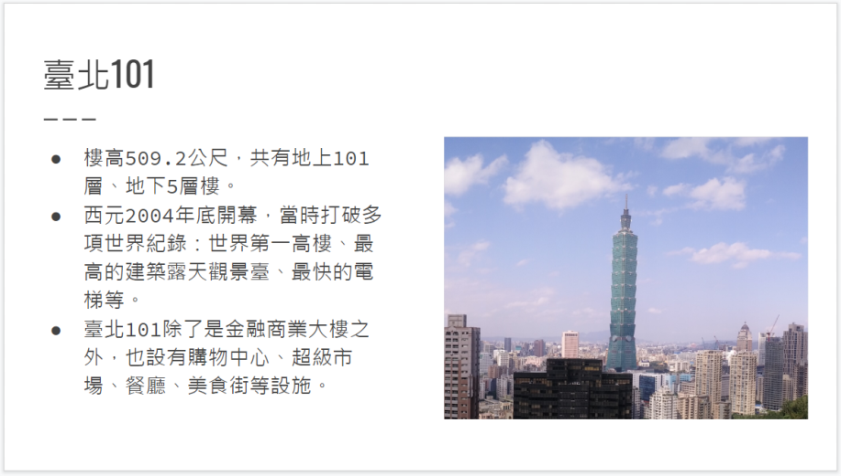 臺北101
● 樓高509.2公尺，共有地上101
層、地下5層樓。
● 西元2004年底開幕，當時打破多
項世界紀錄：世界第一高樓、最
高的建築露天觀景臺、最快的電
梯等。
● 臺北101除了是金融商業大樓之
外，也設有購物中心、超級市
場、餐廳、美食街等設施。